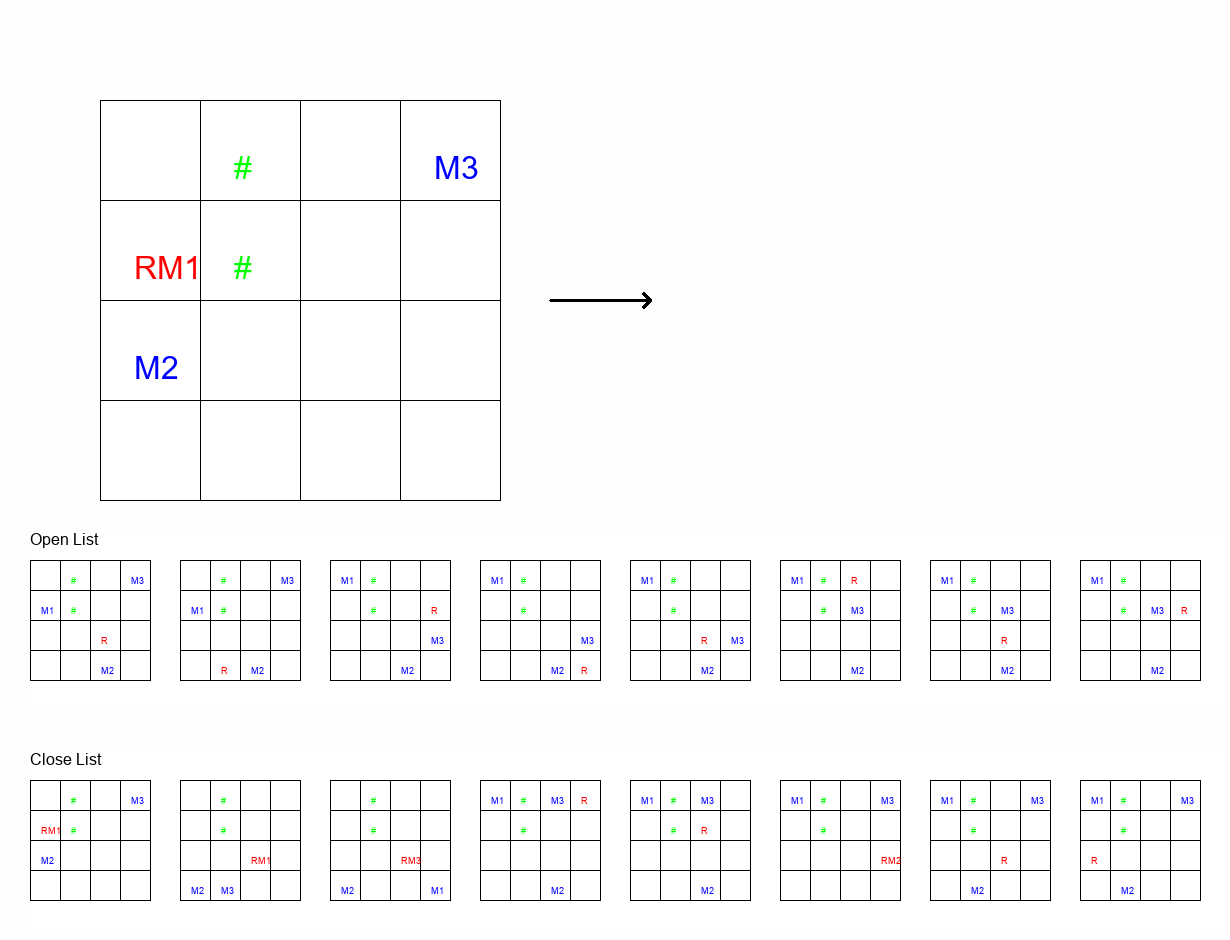 # M3
RM1 #
M2
Open List
# M3 # M3 M1 # M1 # M1 # M1 # R M1 # M1 #
M1 # M1 # # R # # # M3 # M3 # M3 R
R M3 M3 R M3 R
M2 R M2 M2 M2 R M2 M2 M2 M2
Close List
# M3 # # M1 # M3 R M1 # M3 M1 # M3 M1 # M3 M1 # M3
RM1 # # # # # R # # #
M2 RM1 RM3 RM2 R R
M2 M3 M2 M1 M2 M2 M2 M2